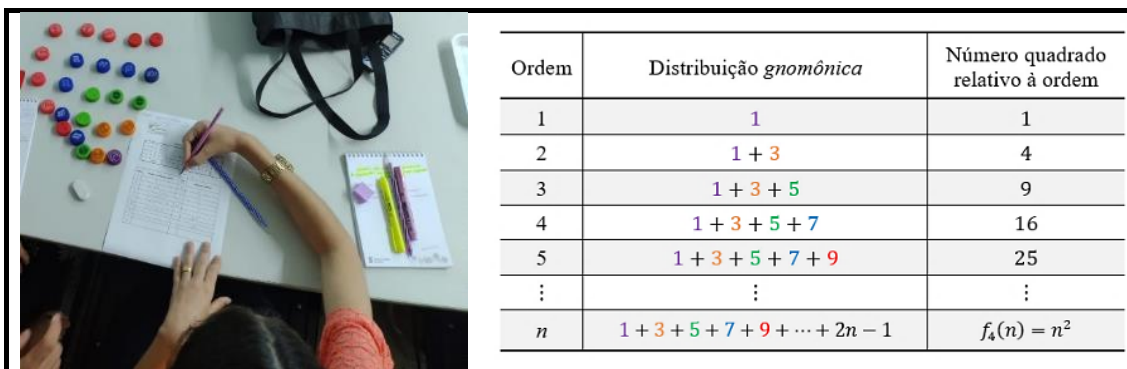 Ordem Distribuição gnomônica Número quadrado relativo à ordem
1 1 1
2 1 + 3 4
3 1 + 3 + 5 9
4 1 + 3 + 5 + 7 16
5 1 + 3 + 5 + 7 + 9 25
⋮ ⋮ ⋮
n 1 + 3 + 5 + 7 + 9 + ⋯ + 2n − 1 f₄(n) = n²